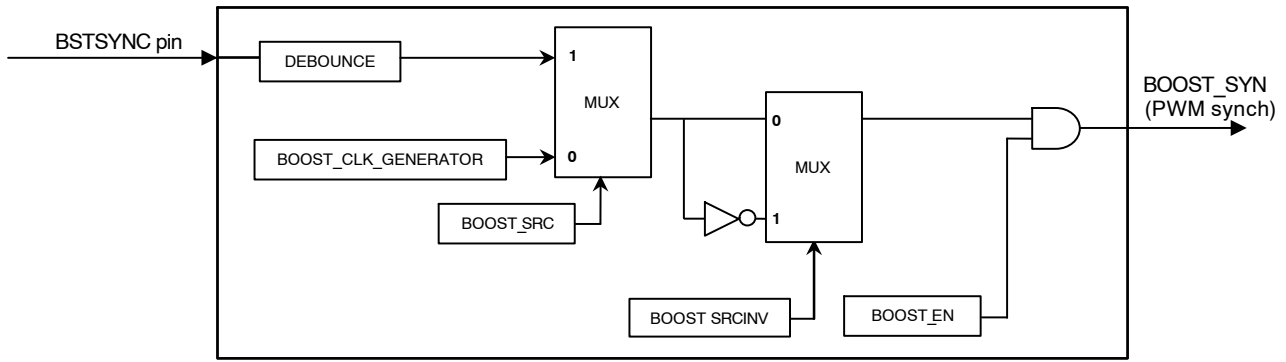 BSTSYNC pin
DEBOUNCE
1
MUX
BOOST_CLK_GENERATOR
0
BOOST_SRC
0
MUX
1
BOOST SRCINV
BOOST_EN
BOOST_SYN
(PWM synch)